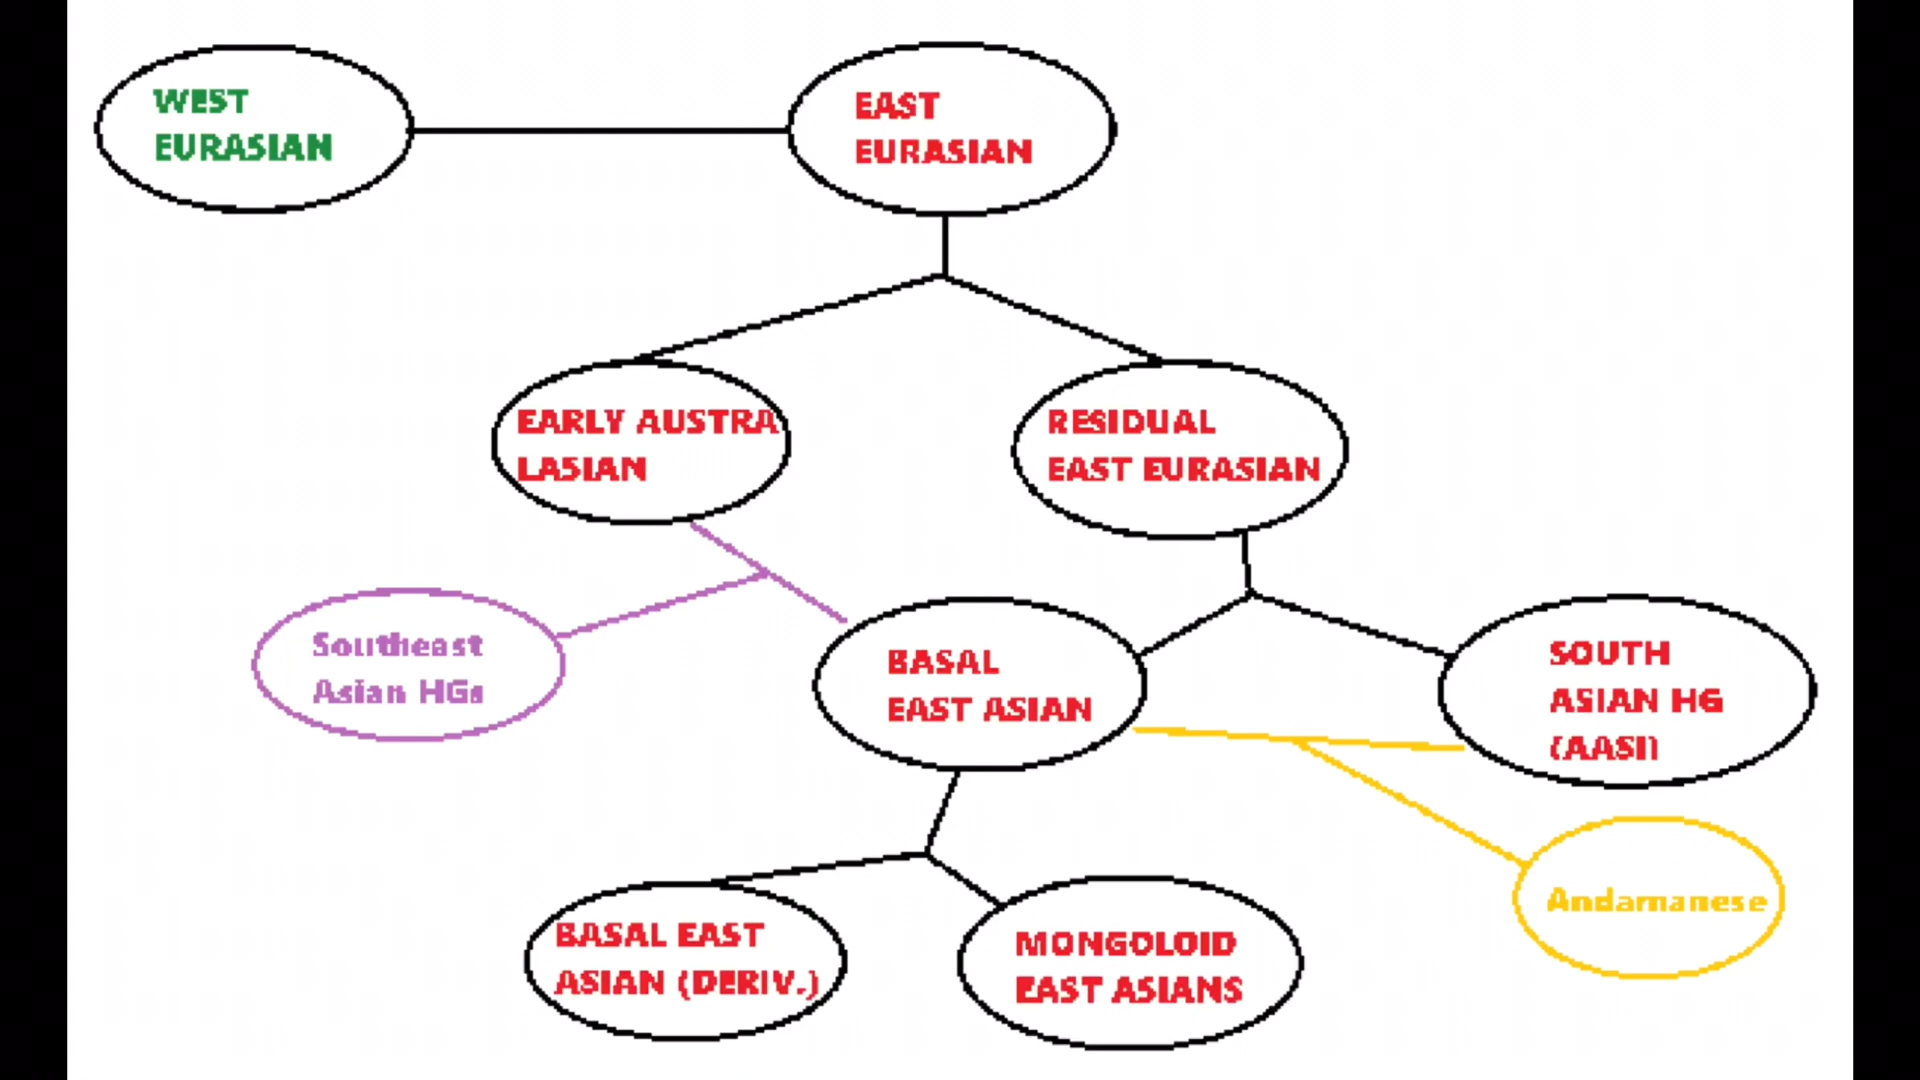 WEST
EURASIAN
EAST
EURASIAN
EARLY AUSTRA
LASIAN
RESIDUAL
EAST EURASIAN
Southeast
Asian HGs
BASAL
EAST ASIAN
SOUTH
ASIAN HG
(AASI)
Andamanese
BASAL EAST
ASIAN (DERIV.)
MONGOLOID
EAST ASIANS